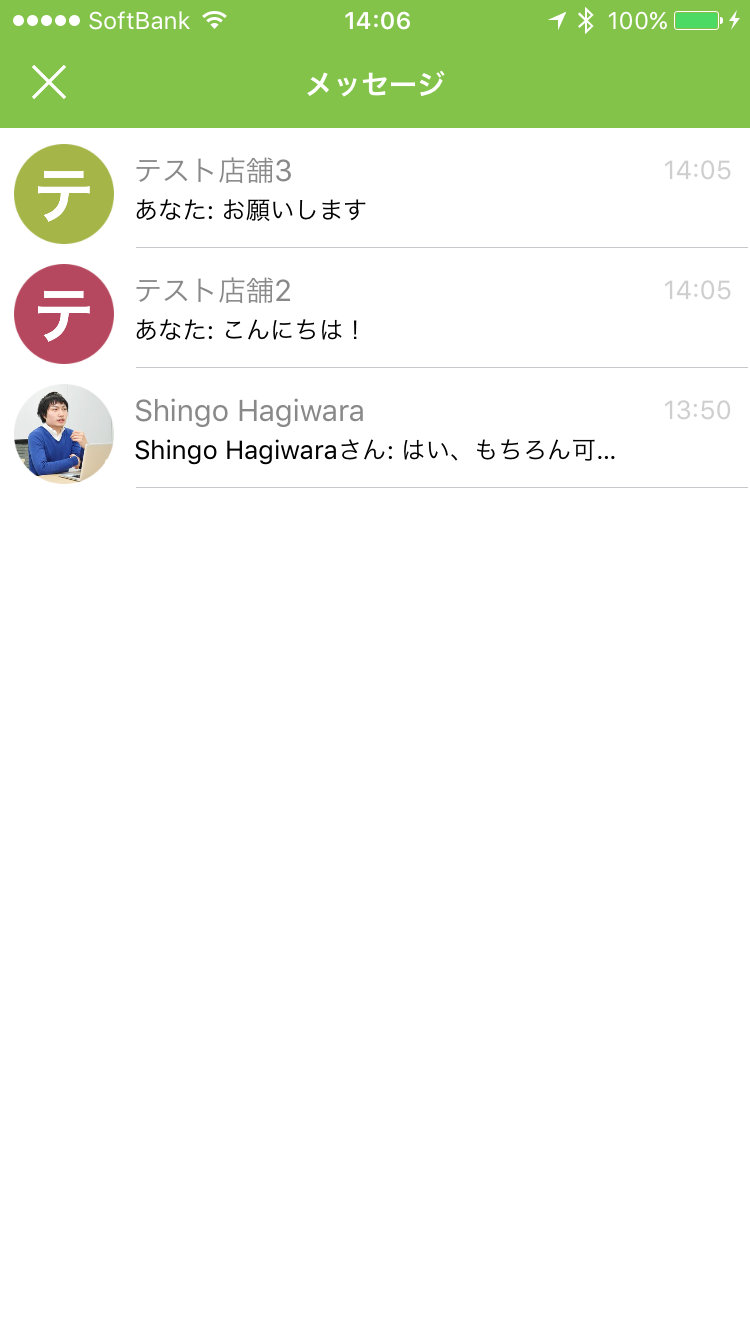 SoftBank 14:06 100%
メッセージ
テ
テスト店舗3 14:05
あなた: お願いします
テ
テスト店舗2 14:05
あなた: こんにちは！
Shingo Hagiwara 13:50
Shingo Hagiwaraさん: はい、もちろん可...